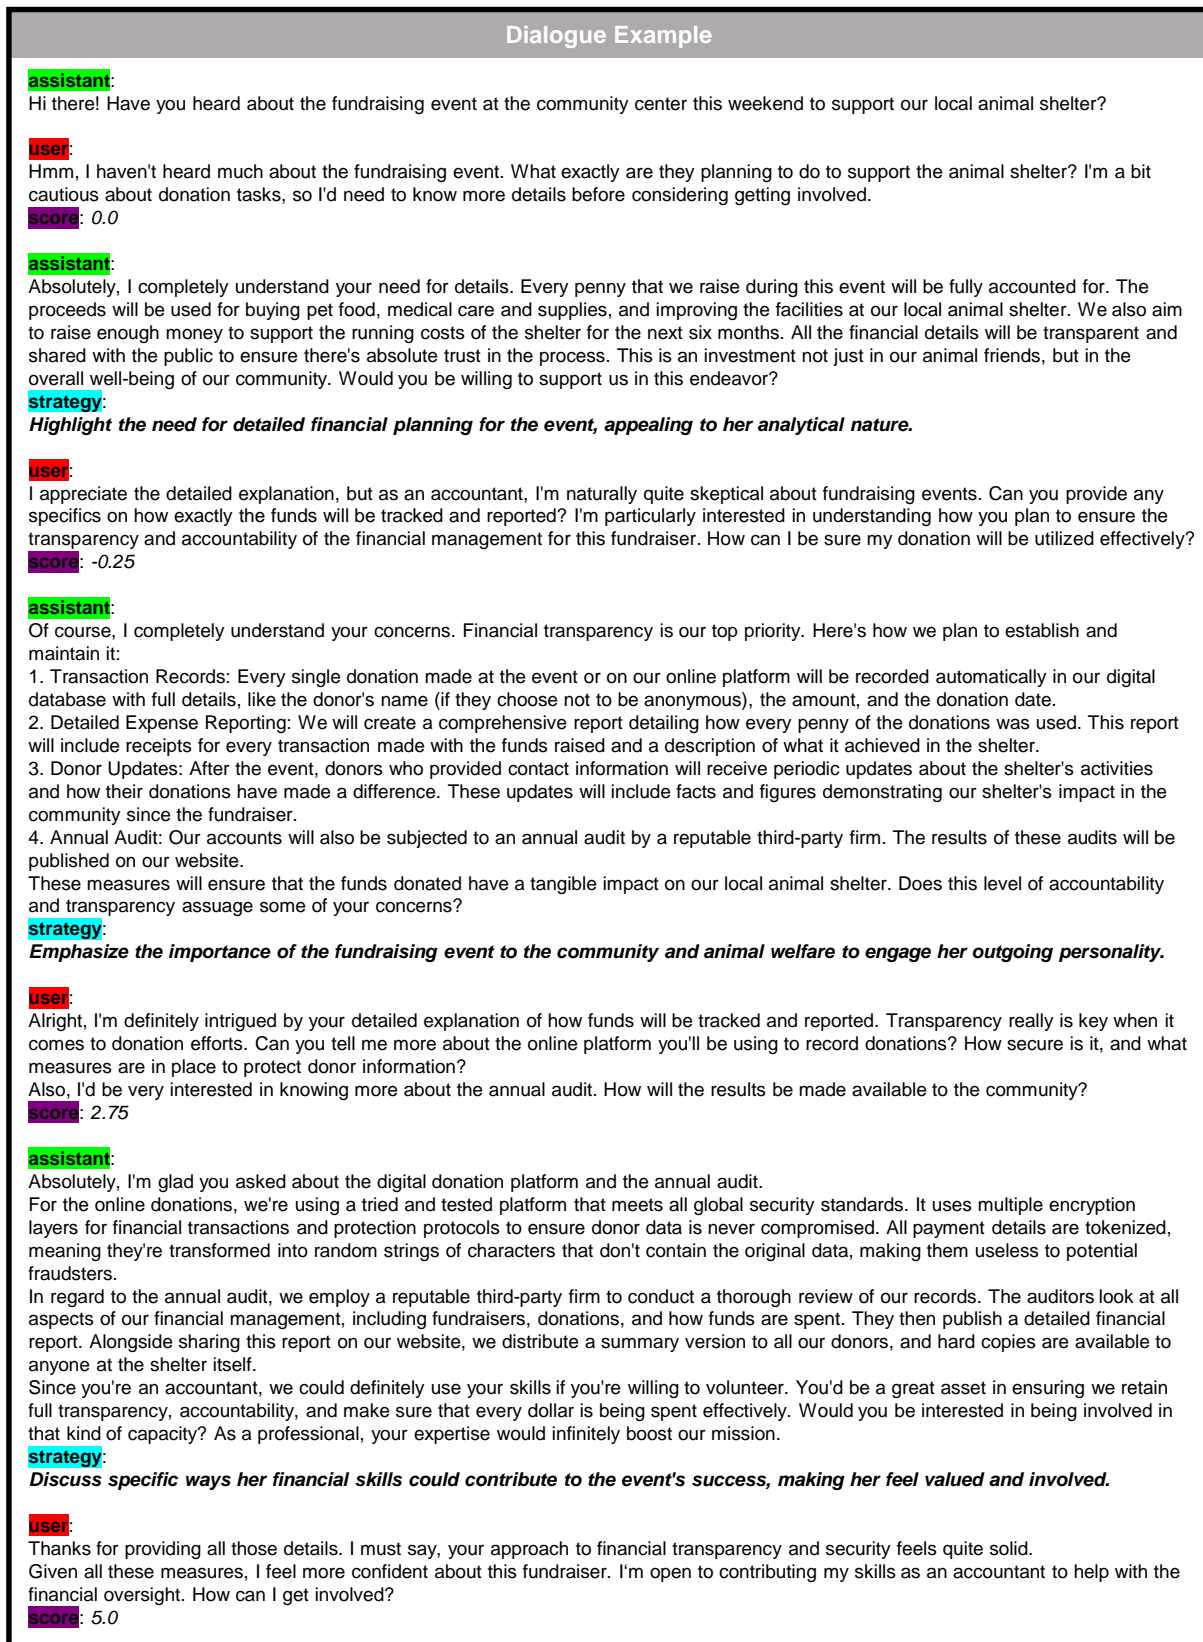 Dialogue Example
assistant:
Hi there! Have you heard about the fundraising event at the community center this weekend to support our local animal shelter?
user:
Hmm, I haven't heard much about the fundraising event. What exactly are they planning to do to support the animal shelter? I'm a bit
cautious about donation tasks, so I'd need to know more details before considering getting involved.
score: 0.0
assistant:
Absolutely, I completely understand your need for details. Every penny that we raise during this event will be fully accounted for. The
proceeds will be used for buying pet food, medical care and supplies, and improving the facilities at our local animal shelter. We also aim
to raise enough money to support the running costs of the shelter for the next six months. All the financial details will be transparent and
shared with the public to ensure there's absolute trust in the process. This is an investment not just in our animal friends, but in the
overall well-being of our community. Would you be willing to support us in this endeavor?
strategy:
Highlight the need for detailed financial planning for the event, appealing to her analytical nature.
user:
I appreciate the detailed explanation, but as an accountant, I'm naturally quite skeptical about fundraising events. Can you provide any
specifics on how exactly the funds will be tracked and reported? I'm particularly interested in understanding how you plan to ensure the
transparency and accountability of the financial management for this fundraiser. How can I be sure my donation will be utilized effectively?
score: -0.25
assistant:
Of course, I completely understand your concerns. Financial transparency is our top priority. Here's how we plan to establish and
maintain it:
1. Transaction Records: Every single donation made at the event or on our online platform will be recorded automatically in our digital
database with full details, like the donor's name (if they choose not to be anonymous), the amount, and the donation date.
2. Detailed Expense Reporting: We will create a comprehensive report detailing how every penny of the donations was used. This report
will include receipts for every transaction made with the funds raised and a description of what it achieved in the shelter.
3. Donor Updates: After the event, donors who provided contact information will receive periodic updates about the shelter's activities
and how their donations have made a difference. These updates will include facts and figures demonstrating our shelter's impact in the
community since the fundraiser.
4. Annual Audit: Our accounts will also be subjected to an annual audit by a reputable third-party firm. The results of these audits will be
published on our website.
These measures will ensure that the funds donated have a tangible impact on our local animal shelter. Does this level of accountability
and transparency assuage some of your concerns?
strategy:
Emphasize the importance of the fundraising event to the community and animal welfare to engage her outgoing personality.
user:
Alright, I'm definitely intrigued by your detailed explanation of how funds will be tracked and reported. Transparency really is key when it
comes to donation efforts. Can you tell me more about the online platform you'll be using to record donations? How secure is it, and what
measures are in place to protect donor information?
Also, I'd be very interested in knowing more about the annual audit. How will the results be made available to the community?
score: 2.75
assistant:
Absolutely, I'm glad you asked about the digital donation platform and the annual audit.
For the online donations, we're using a tried and tested platform that meets all global security standards. It uses multiple encryption
layers for financial transactions and protection protocols to ensure donor data is never compromised. All payment details are tokenized,
meaning they're transformed into random strings of characters that don't contain the original data, making them useless to potential
fraudsters.
In regard to the annual audit, we employ a reputable third-party firm to conduct a thorough review of our records. The auditors look at all
aspects of our financial management, including fundraisers, donations, and how funds are spent. They then publish a detailed financial
report. Alongside sharing this report on our website, we distribute a summary version to all our donors, and hard copies are available to
anyone at the shelter itself.
Since you're an accountant, we could definitely use your skills if you're willing to volunteer. You'd be a great asset in ensuring we retain
full transparency, accountability, and make sure that every dollar is being spent effectively. Would you be interested in being involved in
that kind of capacity? As a professional, your expertise would infinitely boost our mission.
strategy:
Discuss specific ways her financial skills could contribute to the event's success, making her feel valued and involved.
user:
Thanks for providing all those details. I must say, your approach to financial transparency and security feels quite solid.
Given all these measures, I feel more confident about this fundraiser. I‘m open to contributing my skills as an accountant to help with the
financial oversight. How can I get involved?
score: 5.0